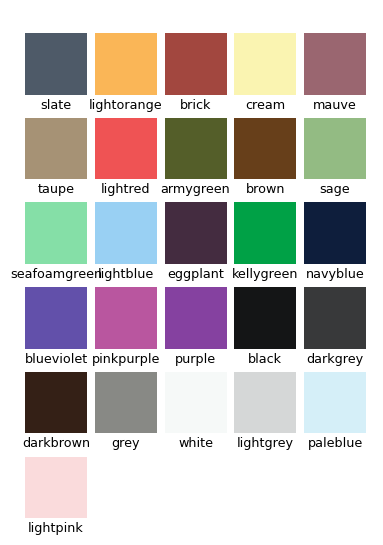 slate lightorange brick cream mauve
taupe lightred armygreen brown sage
seafoamgreen lightblue eggplant kellygreen navyblue
blueviolet pinkpurple purple black darkgrey
darkbrown grey white lightgrey paleblue
lightpink